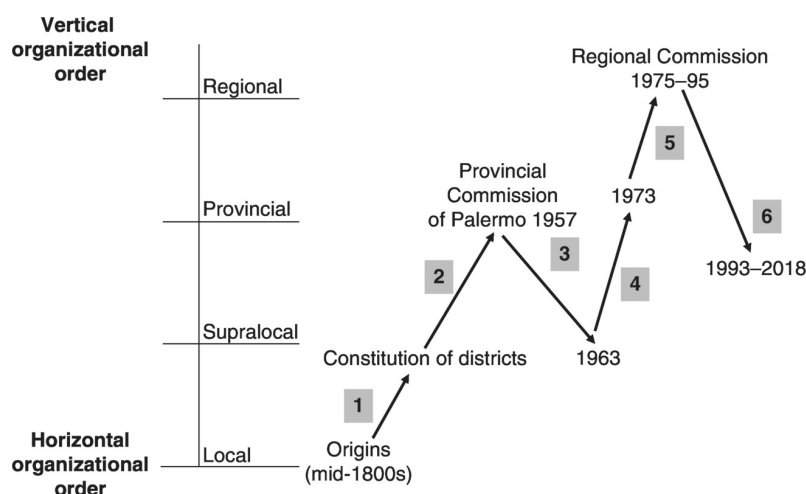 Vertical
organizational
order
Regional
Provincial
Supralocal
Local
Horizontal
organizational
order
Origins
(mid-1800s)
1
Constitution of districts
2
Provincial
Commission
of Palermo 1957
3
1963
4
1973
5
Regional Commission
1975–95
6
1993–2018